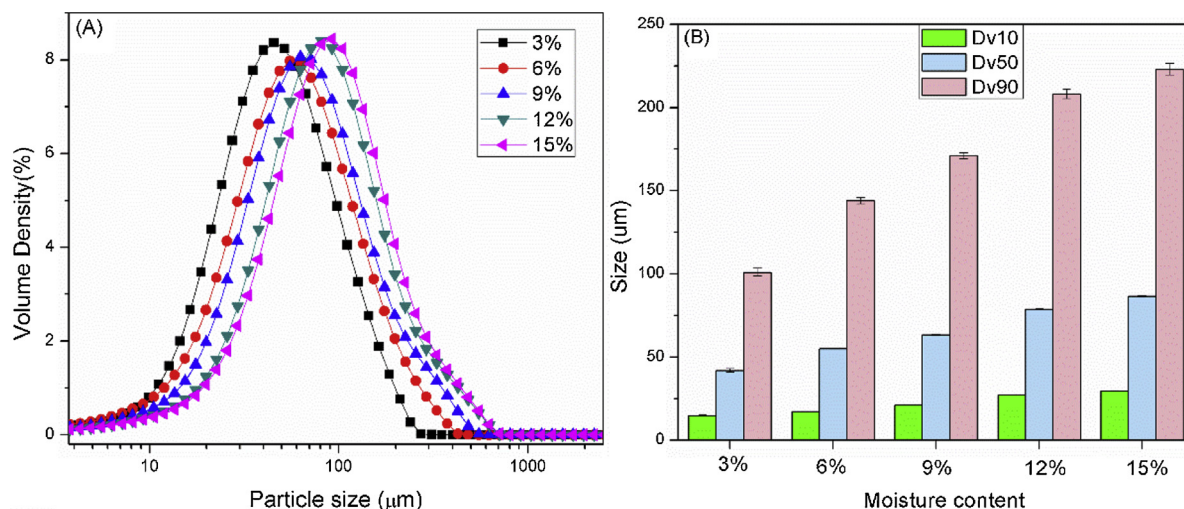 (A)
3%
6%
9%
12%
15%
8
6
4
2
0
Volume Density(%)
10
100
1000
Particle size (μm)
(B)
Dv10
Dv50
Dv90
250
200
150
100
50
0
Size (um)
3%
6%
9%
12%
15%
Moisture content